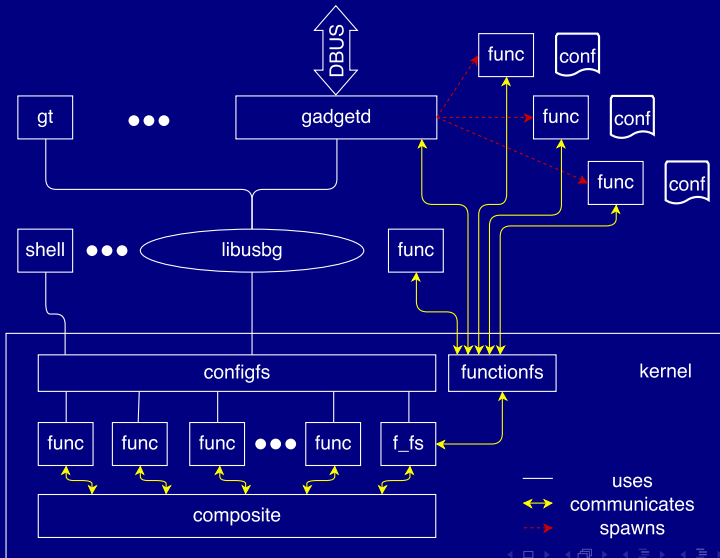 DBUS
func
conf
gt
gadgetd
func
conf
func
conf
shell
libusbg
func
configfs
functionfs
kernel
func
func
func
func
f_fs
composite
uses
communicates
spawns